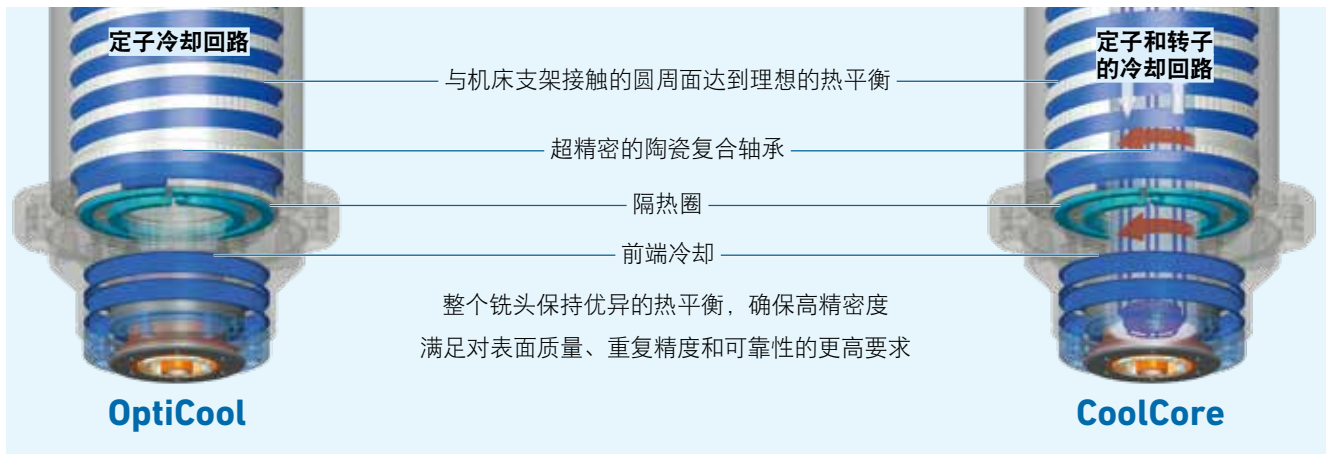 定子冷却回路
定子和转子
的冷却回路
与机床支架接触的圆周面达到理想的热平衡
超精密的陶瓷复合轴承
隔热圈
前端冷却
整个铣头保持优异的热平衡，确保高精密度
满足对表面质量、重复精度和可靠性的更高要求
OptiCool
CoolCore